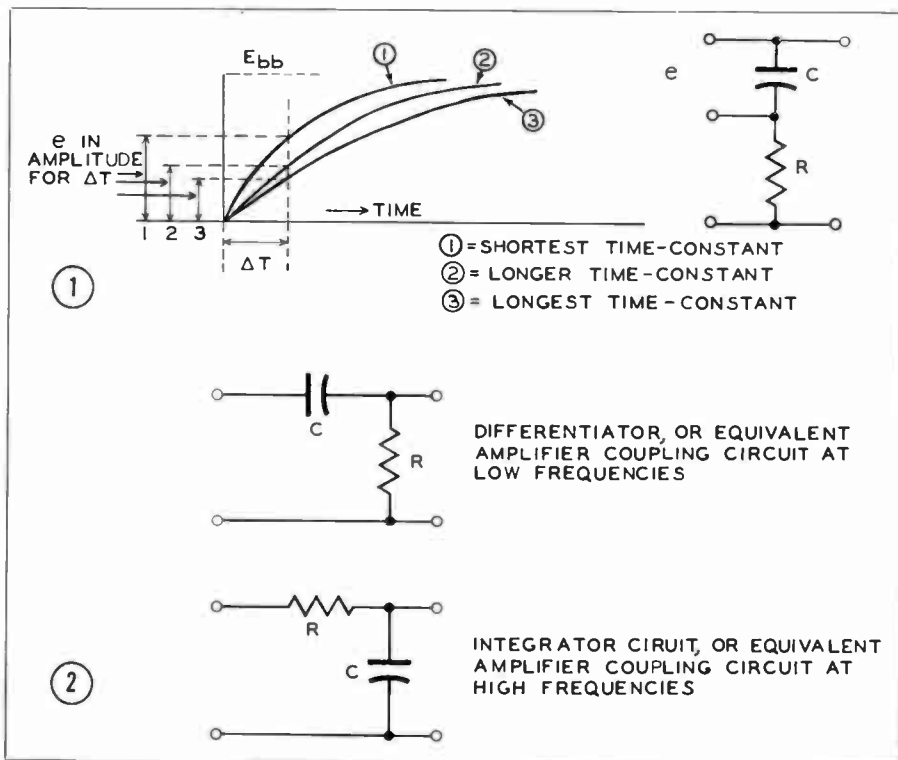 E bb
1
2
3
e IN
AMPLITUDE
FOR ΔT
1 2 3
TIME
ΔT
e
C
R
1 = SHORTEST TIME-CONSTANT
2 = LONGER TIME-CONSTANT
3 = LONGEST TIME-CONSTANT
1
C
R
DIFFERENTIATOR, OR EQUIVALENT
AMPLIFIER COUPLING CIRCUIT AT
LOW FREQUENCIES
R
C
INTEGRATOR CIRUIT, OR EQUIVALENT
AMPLIFIER COUPLING CIRCUIT AT
HIGH FREQUENCIES
2